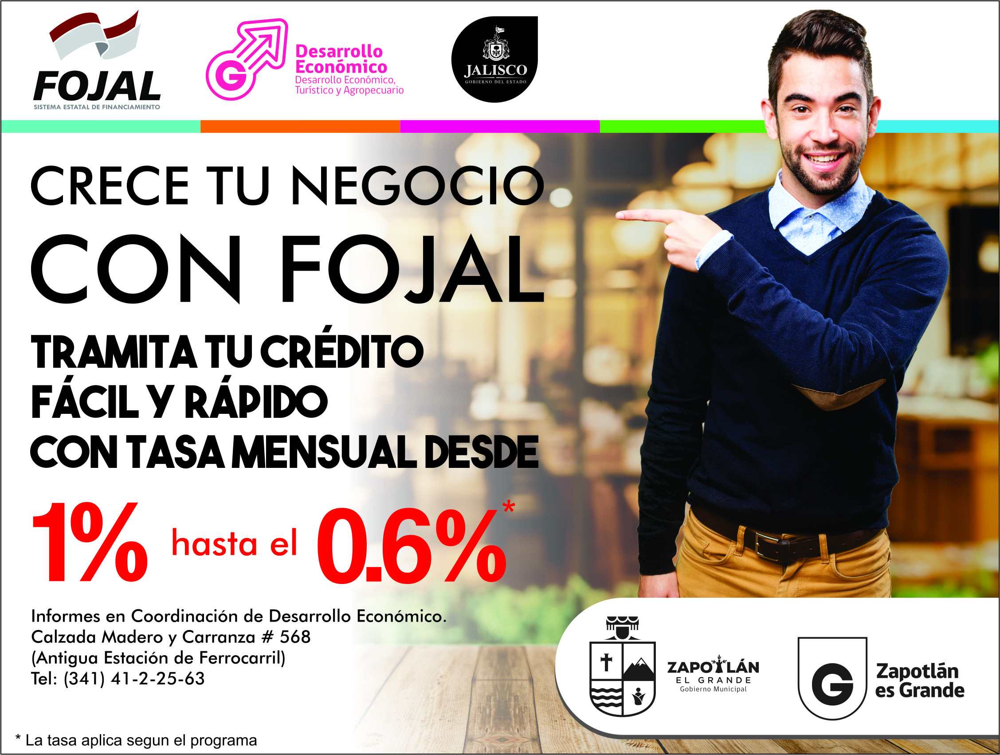 FOJAL
SISTEMA ESTATAL DE FINANCIAMIENTO
G
Desarrollo
Económico
Desarrollo Económico,
Turístico y Agropecuario
JALISCO
GOBIERNO DEL ESTADO
CRECE TU NEGOCIO
CON FOJAL
TRAMITA TU CRÉDITO
FÁCIL Y RÁPIDO
CON TASA MENSUAL DESDE
1% hasta el 0.6%*
Informes en Coordinación de Desarrollo Económico.
Calzada Madero y Carranza # 568
(Antigua Estación de Ferrocarril)
Tel: (341) 41-2-25-63
* La tasa aplica segun el programa
ZAPOTLÁN
EL GRANDE
Gobierno Municipal
G
Zapotlán
es Grande